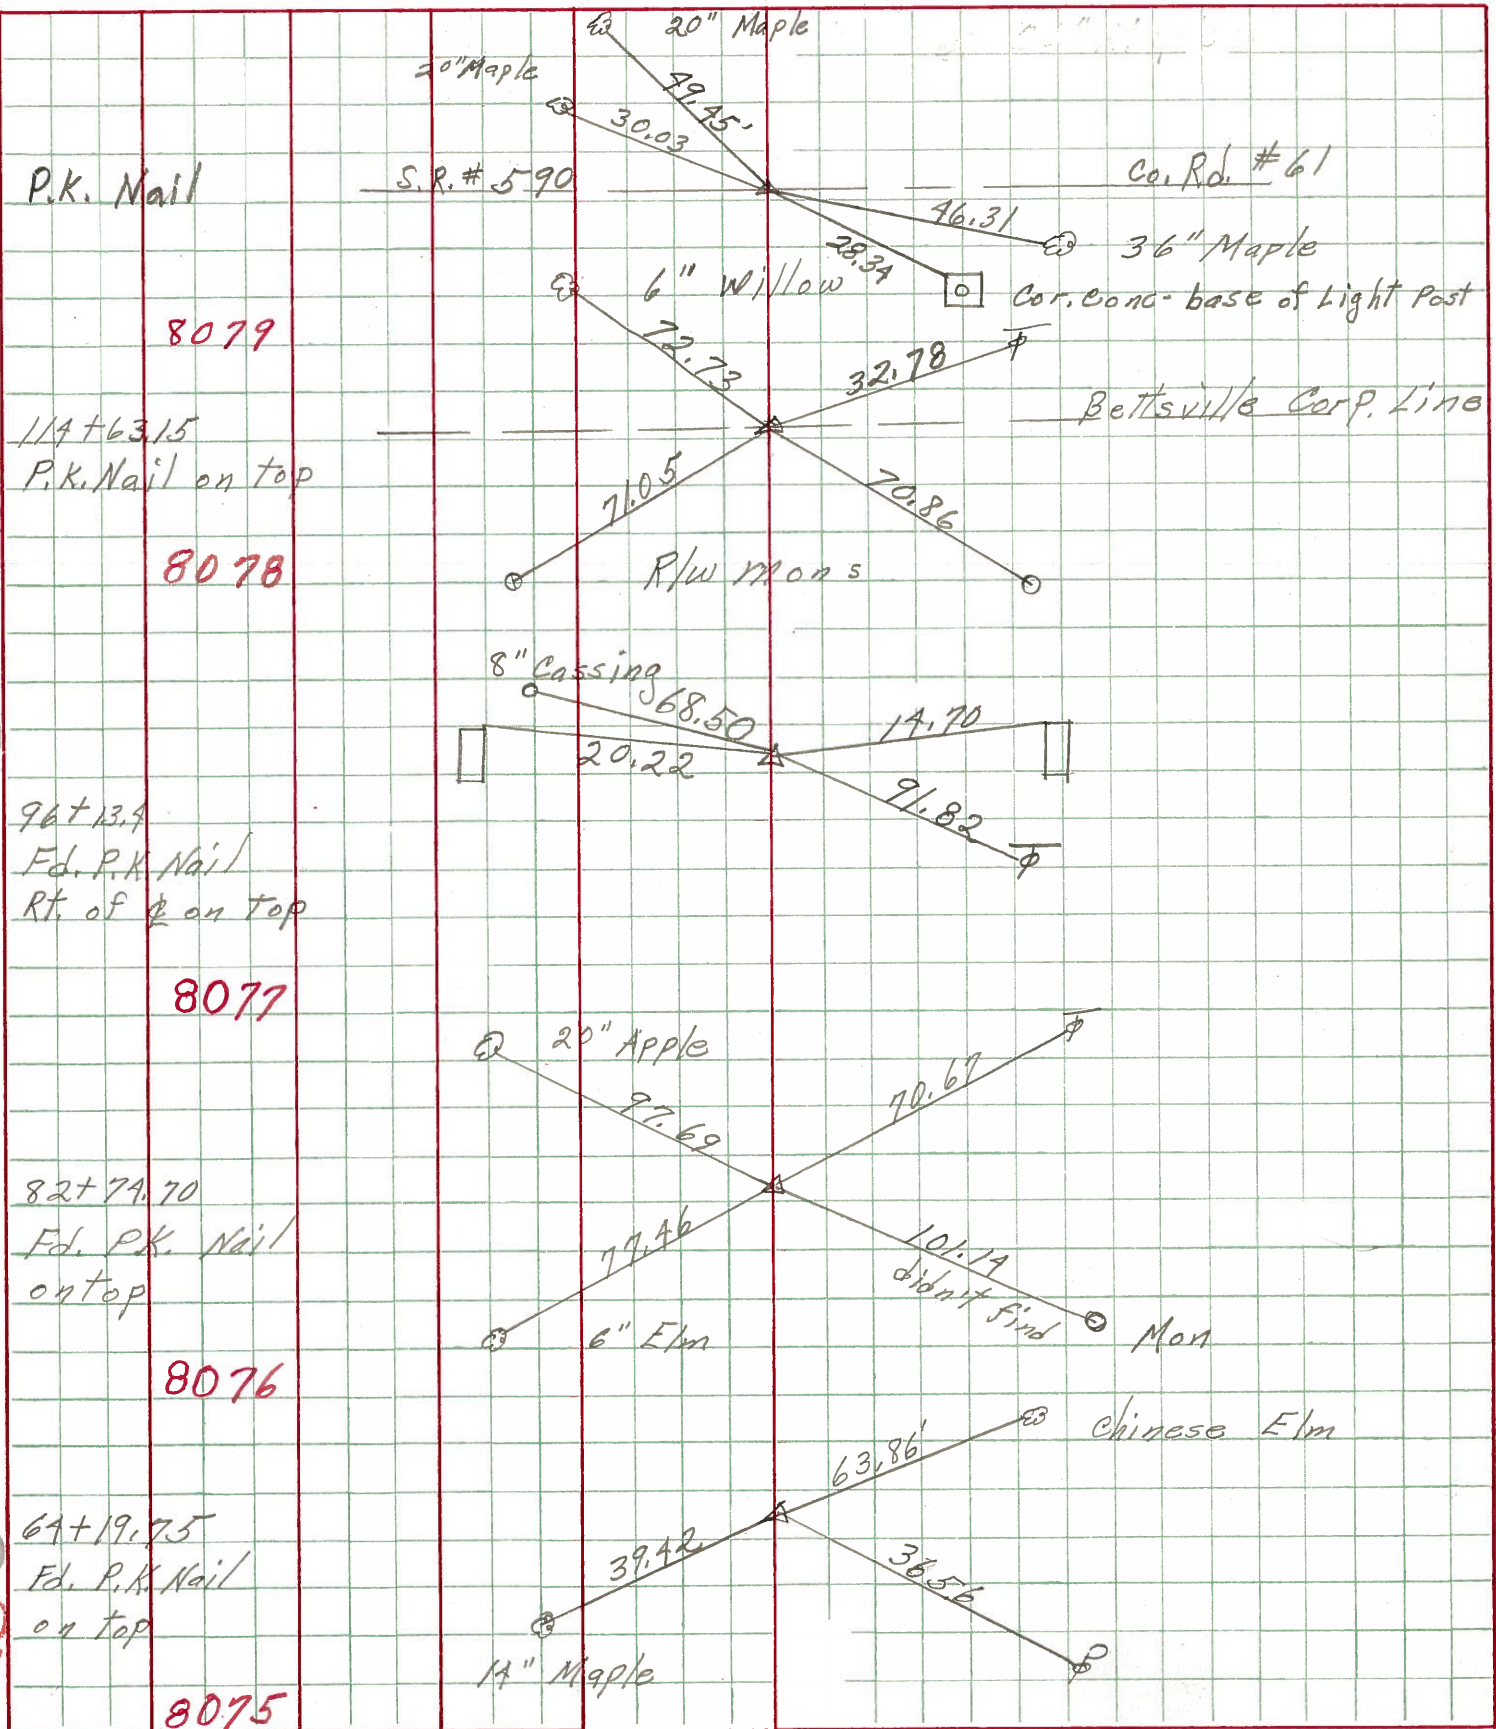 20" Maple
20" Maple
49.45'
30.03
P.K. Nail
S.R. # 590
Co. Rd. # 61
46.31
28.34
36" Maple
6" Willow
Cor. Conc- base of Light Post
8079
72.73
32.78
Bettsville Corp. Line
114+63.15
P.K. Nail on top
71.05
70.86
8078
R/W Mons
8" Cassing
68.50
14.70
20.22
91.82
96+13.4
Fd. P.K. Nail
Rt. of ℄ on Top
8077
20" Apple
70.67
97.69
82+74.70
Fd. P.K. Nail
on top
77.46
101.14
didn't find
6" Elm
Mon
8076
Chinese Elm
63.86'
64+19.75
Fd. P.K. Nail
on top
39.42
36.56
14" Maple
8075